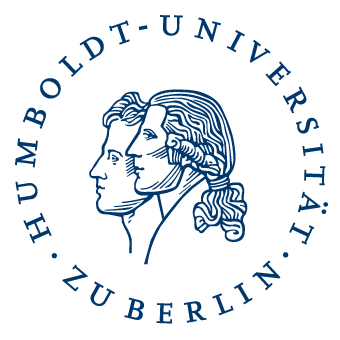 · HUMBOLDT-UNIVERSITÄT ·
ZU BERLIN